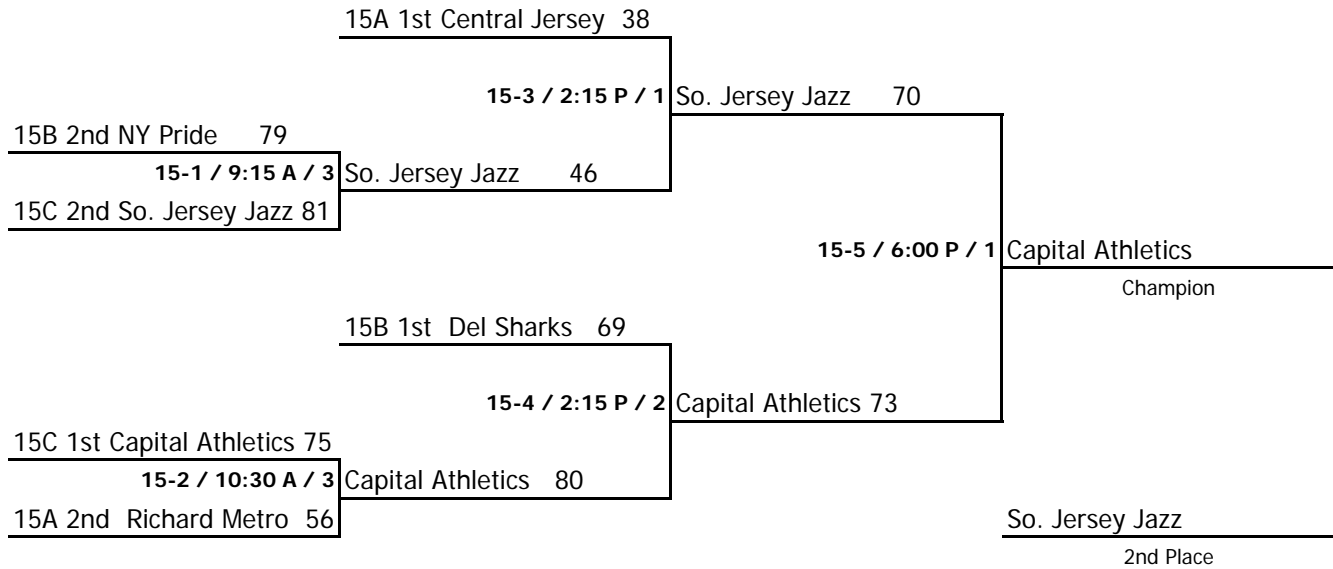 15A 1st Central Jersey 38
15-3 / 2:15 P / 1 So. Jersey Jazz 70
15B 2nd NY Pride 79
15-1 / 9:15 A / 3 So. Jersey Jazz 46
15C 2nd So. Jersey Jazz 81
15-5 / 6:00 P / 1 Capital Athletics
Champion
15B 1st Del Sharks 69
15-4 / 2:15 P / 2 Capital Athletics 73
15C 1st Capital Athletics 75
15-2 / 10:30 A / 3 Capital Athletics 80
15A 2nd Richard Metro 56
So. Jersey Jazz
2nd Place